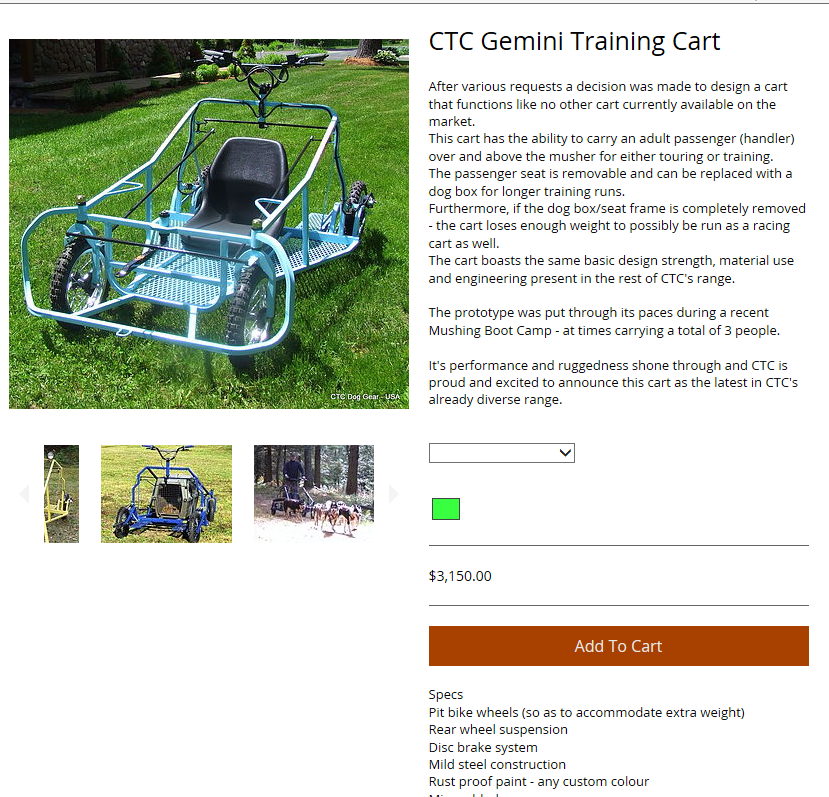 CTC Gemini Training Cart
After various requests a decision was made to design a cart
that functions like no other cart currently available on the
market.
This cart has the ability to carry an adult passenger (handler)
over and above the musher for either touring or training.
The passenger seat is removable and can be replaced with a
dog box for longer training runs.
Furthermore, if the dog box/seat frame is completely removed
- the cart loses enough weight to possibly be run as a racing
cart as well.
The cart boasts the same basic design strength, material use
and engineering present in the rest of CTC's range.
The prototype was put through its paces during a recent
Mushing Boot Camp - at times carrying a total of 3 people.
It's performance and ruggedness shone through and CTC is
proud and excited to announce this cart as the latest in CTC's
already diverse range.
CTC Dog Gear - USA
$3,150.00
Add To Cart
Specs
Pit bike wheels (so as to accommodate extra weight)
Rear wheel suspension
Disc brake system
Mild steel construction
Rust proof paint - any custom colour